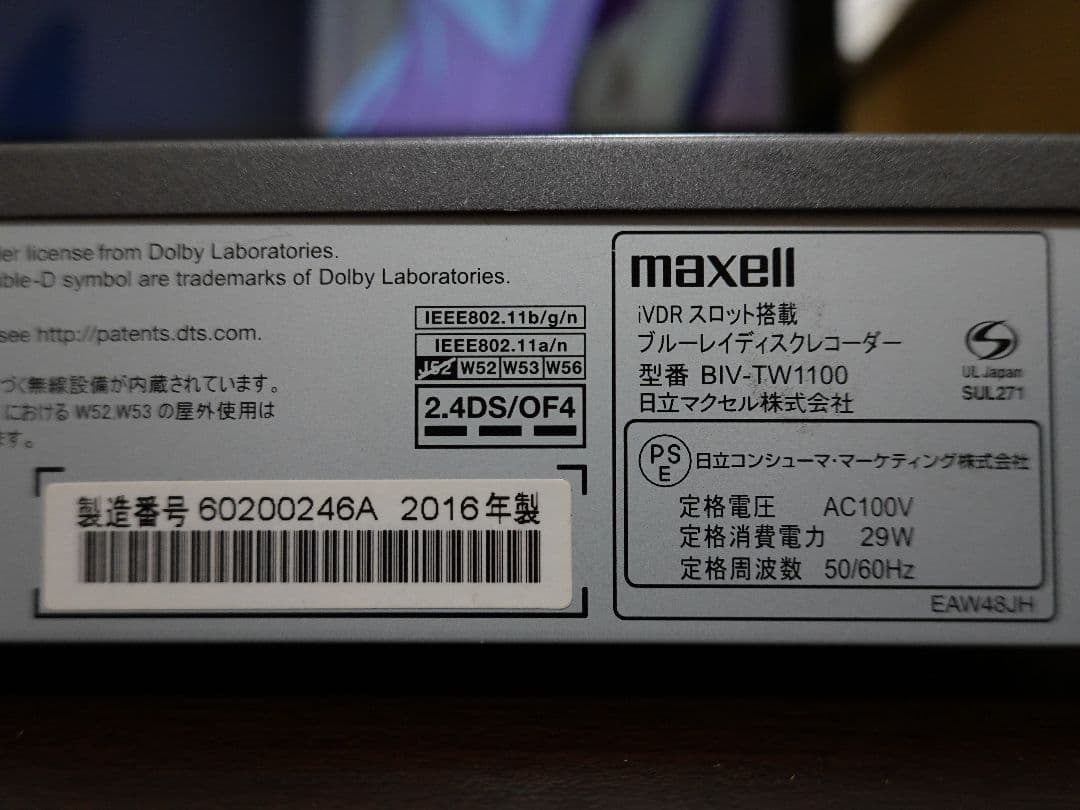 license from Dolby Laboratories.
-D symbol are trademarks of Dolby Laboratories.
see http://patents.dts.com.
づく無線設備が内蔵されています。
における W52,W53 の屋外使用は
ます。
IEEE802.11b/g/n
IEEE802.11a/n
J52 W52 W53 W56
2.4DS/OF4
製造番号 60200246A 2016年製
maxell
iVDR スロット搭載
ブルーレイディスクレコーダー
型番 BIV-TW1100
日立マクセル株式会社
S
UL Japan
SUL271
PS
E
日立コンシューマ・マーケティング株式会社
定格電圧 AC100V
定格消費電力 29W
定格周波数 50/60Hz
EAW48JH